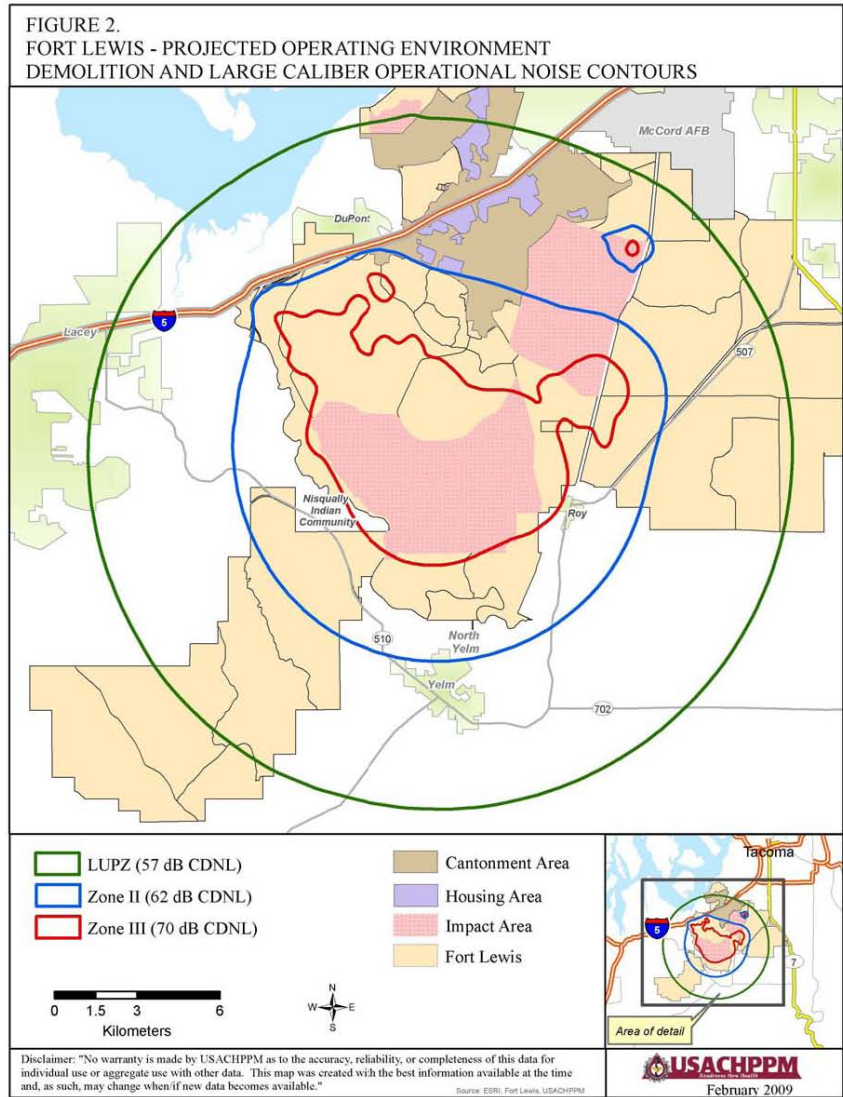 FIGURE 2.
FORT LEWIS - PROJECTED OPERATING ENVIRONMENT
DEMOLITION AND LARGE CALIBER OPERATIONAL NOISE CONTOURS
McCord AFB
DuPont
Lacey
5
507
Nisqually
Indian
Community
Roy
510
North
Yelm
Yelm
702
LUPZ (57 dB CDNL)
Zone II (62 dB CDNL)
Zone III (70 dB CDNL)
0 1.5 3 6
Kilometers
N
W E
S
Cantonment Area
Housing Area
Impact Area
Fort Lewis
Tacoma
5
7
Area of detail
Disclaimer: "No warranty is made by USACHPPM as to the accuracy, reliability, or completeness of this data for
individual use or aggregate use with other data. This map was created with the best information available at the time
and, as such, may change when/if new data becomes available."
Source: ESRI, Fort Lewis, USACHPPM
USACHPPM
Readiness thru Health
February 2009